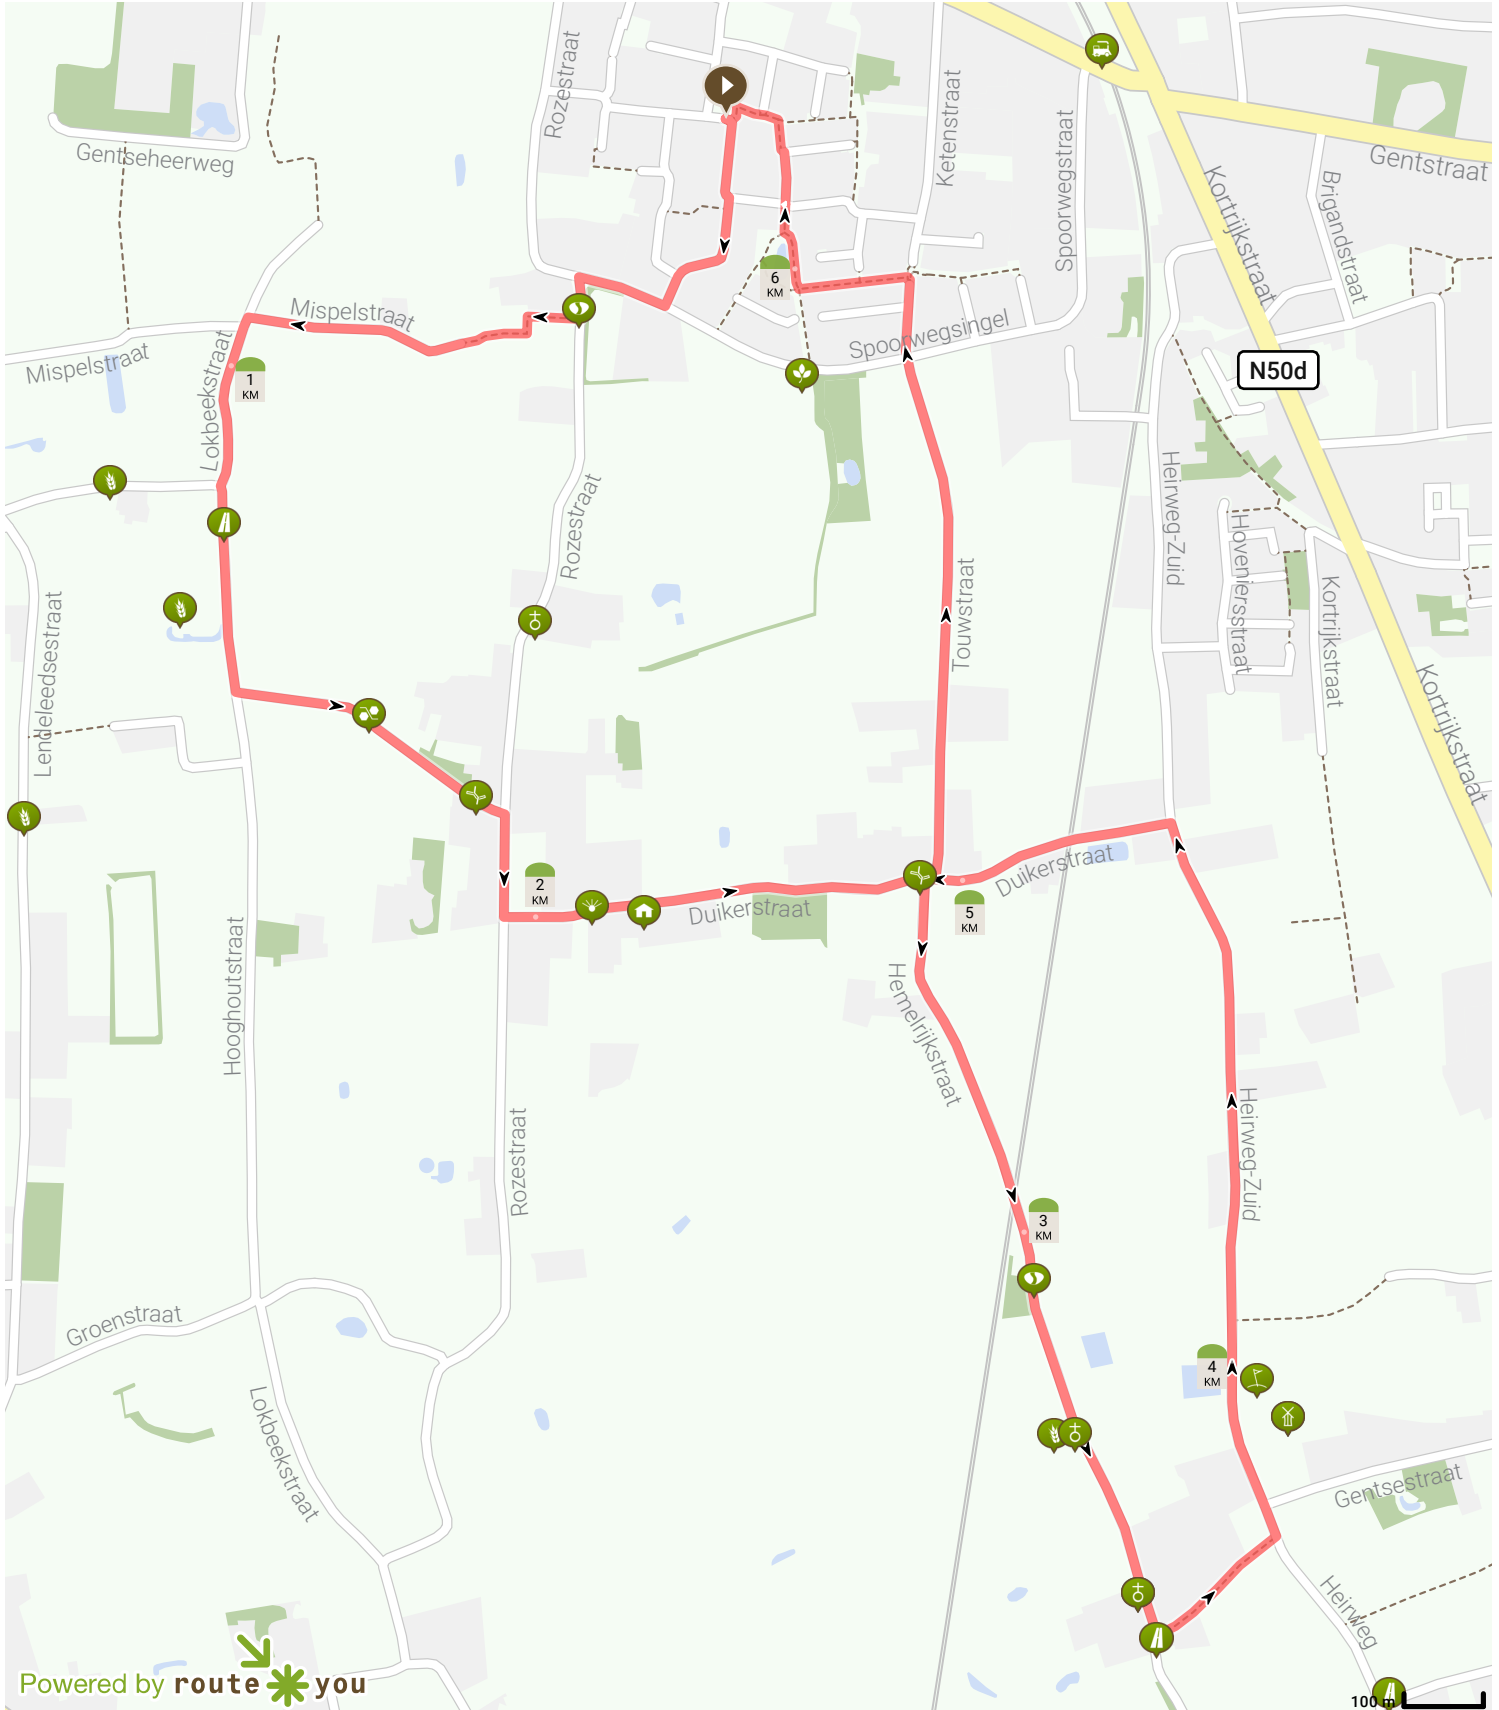 Rozestraat
Ketenstraat
Spoorwegstraat
Gentseheerweg
Gentstraat
Kortrijkstraat
Brigandstraat
6
KM
Mispelstraat
Spoorwegsingel
Mispelstraat
Lokbeekstraat
1
KM
N50d
Heirweg-Zuid
Rozestraat
Hoveniersstraat
Touwstraat
Kortrijkstraat
Lendeleedsestraat
Kortrijkstraat
2
KM
Duikerstraat
Duikerstraat
5
KM
Hooghoutstraat
Hemelrijkstraat
Rozestraat
Heirweg-Zuid
3
KM
Groenstraat
4
KM
Lokbeekstraat
Gentsestraat
Heirweg
Powered by route you
100 m